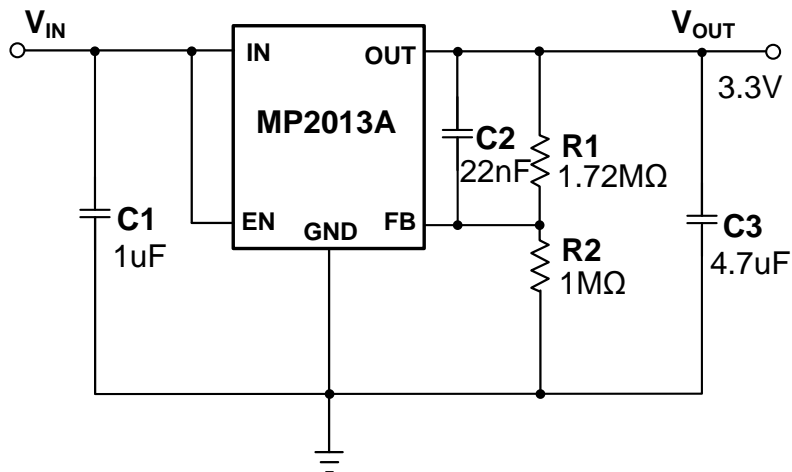 VIN
VOUT
IN
OUT
3.3V
MP2013A
C2
22nF
R1
1.72MΩ
C1
1uF
EN
GND
FB
R2
1MΩ
C3
4.7uF